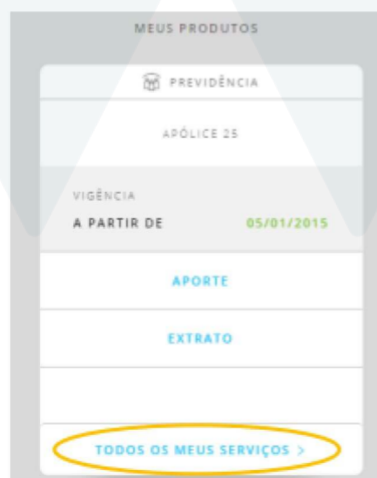 MEUS PRODUTOS
PREVIDÊNCIA
APÓLICE 25
VIGÊNCIA
A PARTIR DE 05/01/2015
APORTE
EXTRATO
TODOS OS MEUS SERVIÇOS >